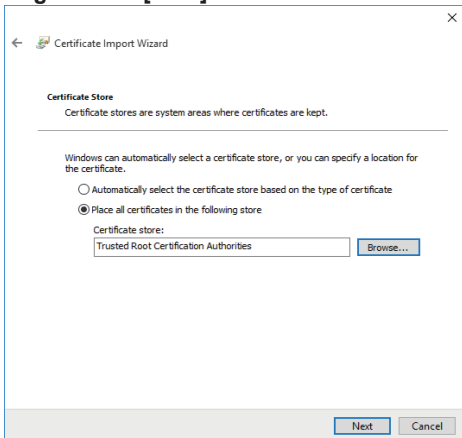 Certificate Import Wizard
Certificate Store
Certificate stores are system areas where certificates are kept.
Windows can automatically select a certificate store, or you can specify a location for
the certificate.
Automatically select the certificate store based on the type of certificate
Place all certificates in the following store
Certificate store:
Trusted Root Certification Authorities
Browse...
Next
Cancel